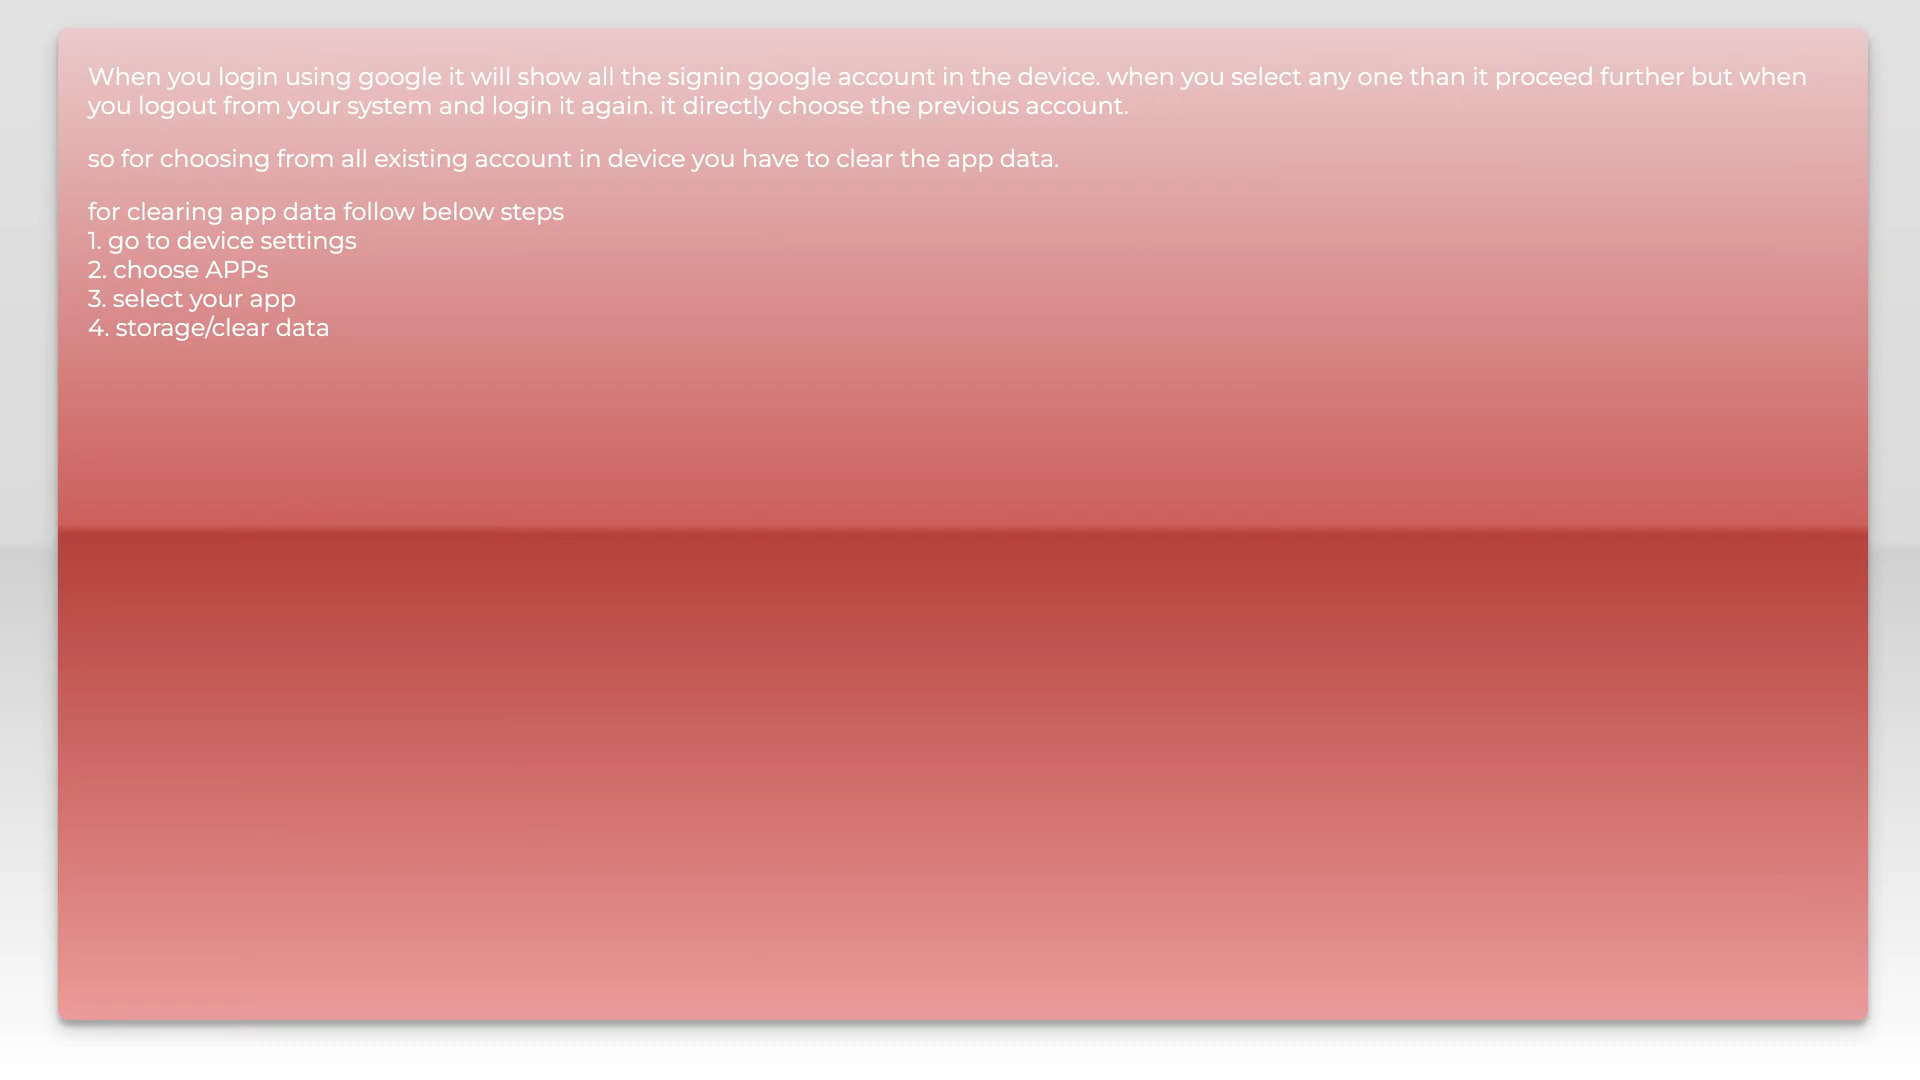 When you login using google it will show all the signin google account in the device. when you select any one than it proceed further but when
you logout from your system and login it again. it directly choose the previous account.
so for choosing from all existing account in device you have to clear the app data.
for clearing app data follow below steps
1. go to device settings
2. choose APPs
3. select your app
4. storage/clear data